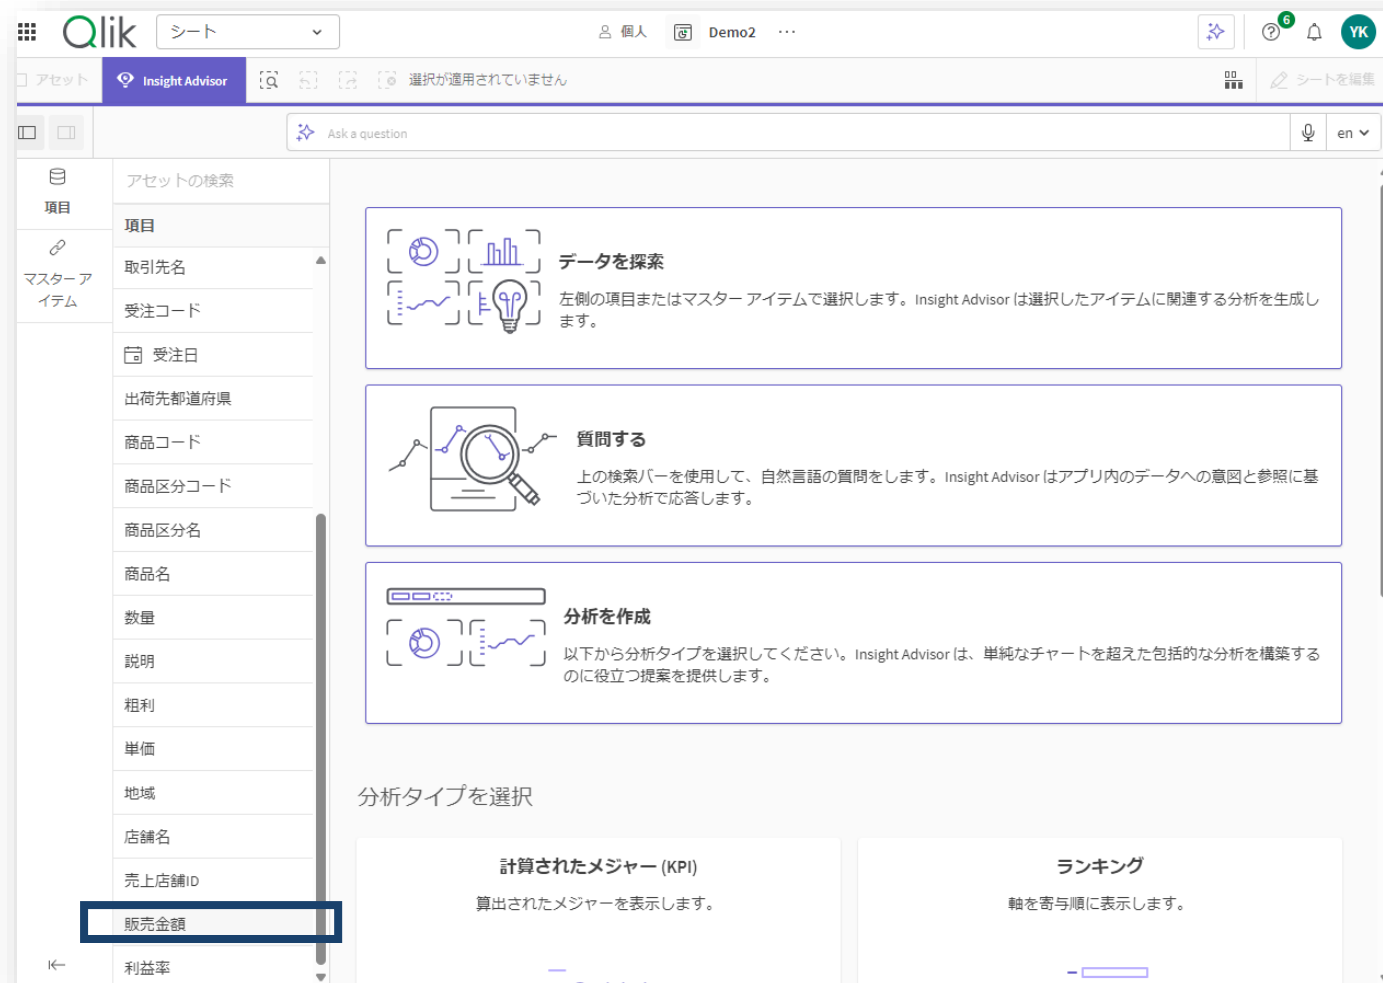 Qlik
シート
個人
Demo2
...
6
YK
アセット
Insight Advisor
選択が適用されていません
シートを編集
Ask a question
en
項目
マスター ア
イテム
アセットの検索
項目
取引先名
受注コード
受注日
出荷先都道府県
商品コード
商品区分コード
商品区分名
商品名
数量
説明
粗利
単価
地域
店舗名
売上店舗ID
販売金額
利益率
データを探索
左側の項目またはマスター アイテムで選択します。Insight Advisor は選択したアイテムに関連する分析を生成し
ます。
質問する
上の検索バーを使用して、自然言語の質問をします。Insight Advisor はアプリ内のデータへの意図と参照に基
づいた分析で応答します。
分析を作成
以下から分析タイプを選択してください。Insight Advisor は、単純なチャートを超えた包括的な分析を構築する
のに役立つ提案を提供します。
分析タイプを選択
計算されたメジャー (KPI)
算出されたメジャーを表示します。
ランキング
軸を寄与順に表示します。